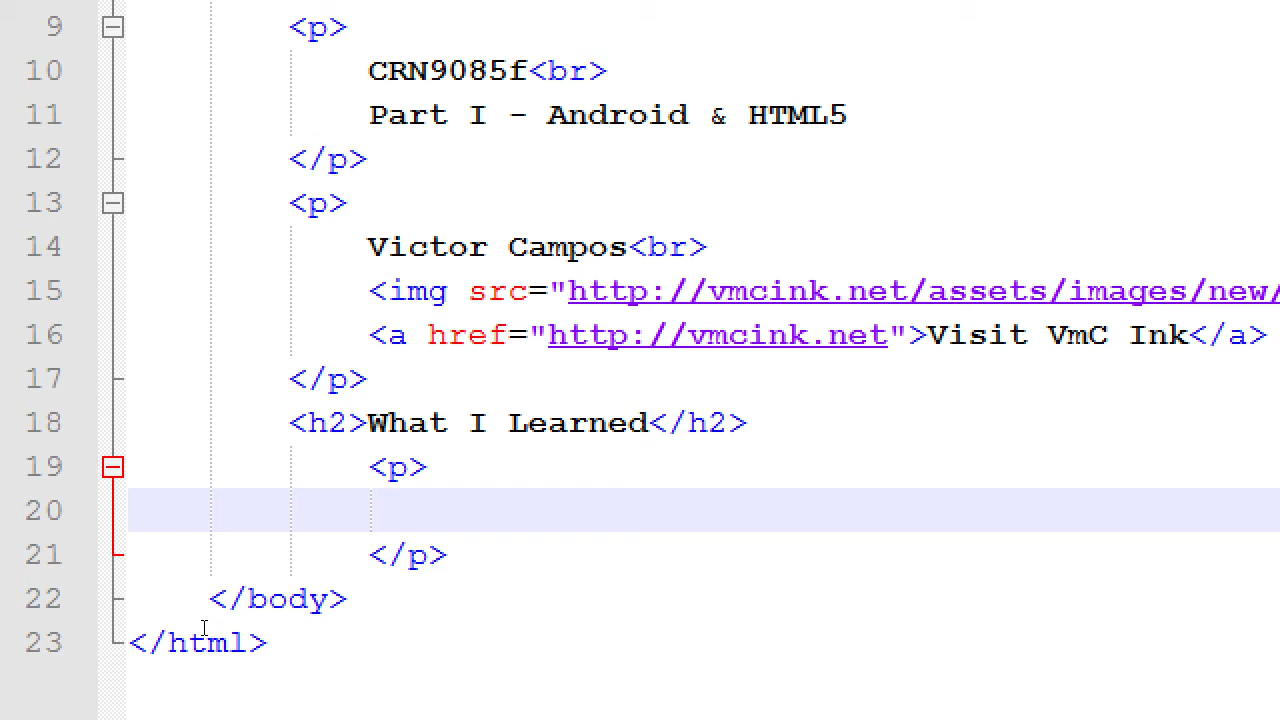 9 <p>
10 CRN9085f<br>
11 Part I - Android & HTML5
12 </p>
13 <p>
14 Victor Campos<br>
15 <img src="http://vmcink.net/assets/images/new/
16 <a href="http://vmcink.net">Visit VmC Ink</a>
17 </p>
18 <h2>What I Learned</h2>
19 <p>
20
21 </p>
22 </body>
23 </html>